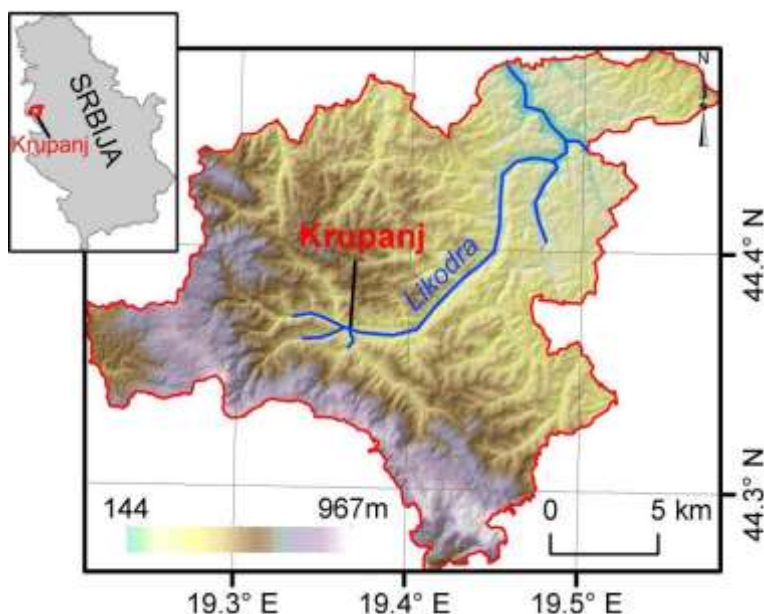 SRBIJA
Krupanj
N
Krupanj
Likodra
44.4° N
44.3° N
144
967m
0
5 km
19.3° E
19.4° E
19.5° E